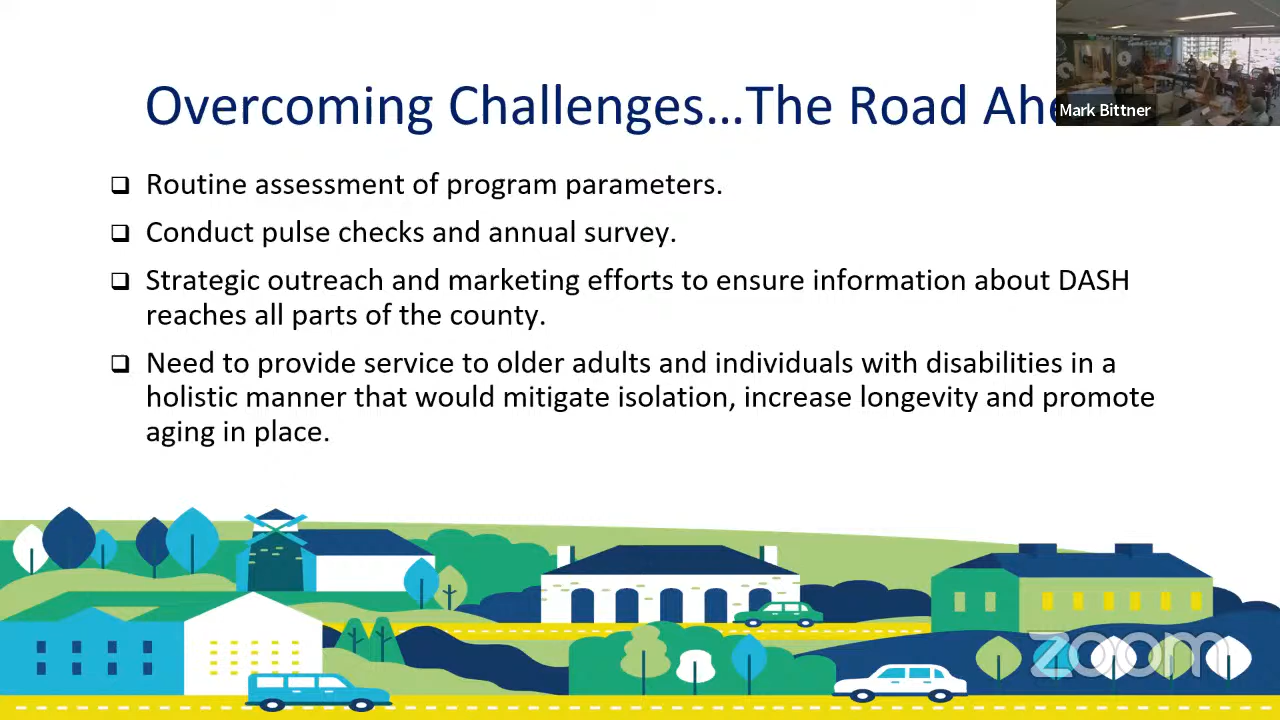 Overcoming Challenges…The Road Ahe
Mark Bittner
❑ Routine assessment of program parameters.
❑ Conduct pulse checks and annual survey.
❑ Strategic outreach and marketing efforts to ensure information about DASH
reaches all parts of the county.
❑ Need to provide service to older adults and individuals with disabilities in a
holistic manner that would mitigate isolation, increase longevity and promote
aging in place.
zoom